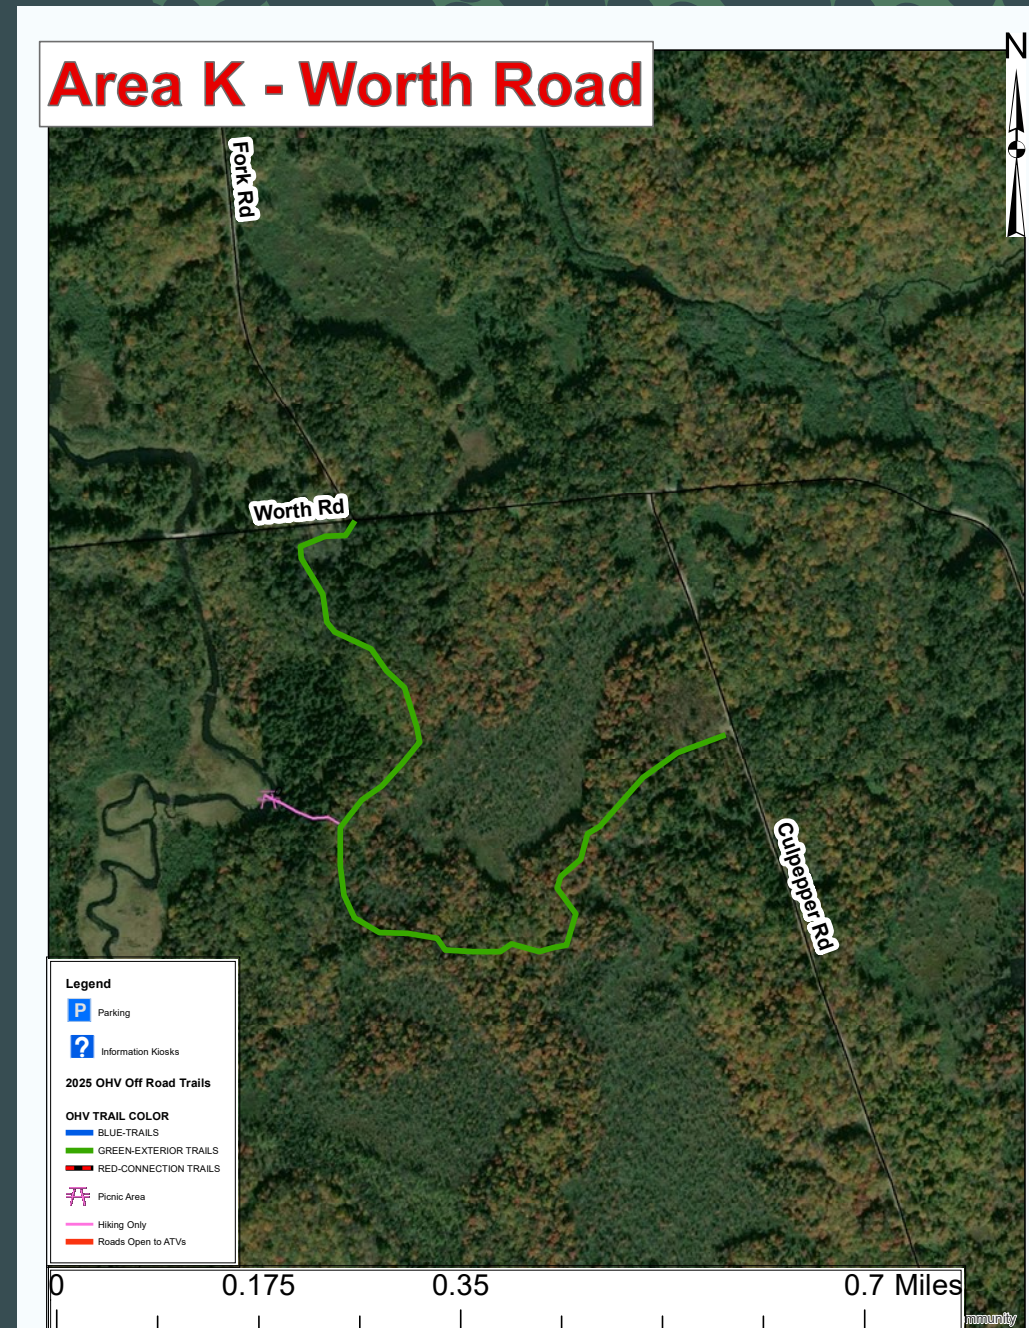 Area K - Worth Road
N
Fork Rd
Worth Rd
Culpepper Rd
Legend
P Parking
? Information Kiosks
2025 OHV Off Road Trails
OHV TRAIL COLOR
BLUE-TRAILS
GREEN-EXTERIOR TRAILS
RED-CONNECTION TRAILS
Picnic Area
Hiking Only
Roads Open to ATVs
0 0.175 0.35 0.7 Miles
mmunity